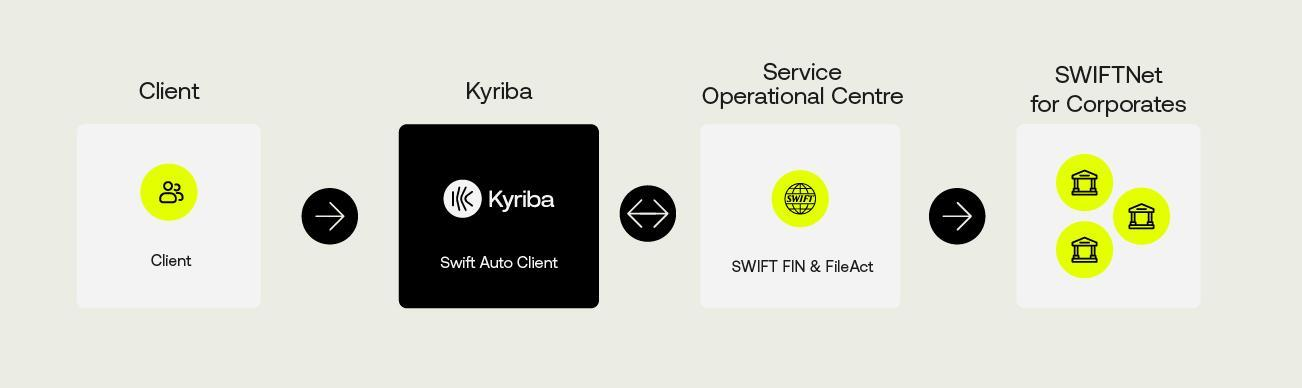 Client
Kyriba
Service
Operational Centre
SWIFTNet
for Corporates
Kyriba
SWIFT
Client
Swift Auto Client
SWIFT FIN & FileAct